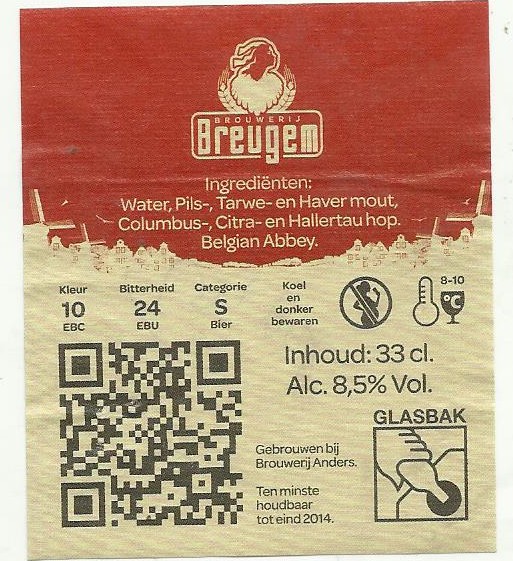 BROUWERIJ
Breugem
Ingrediënten:
Water, Pils-, Tarwe- en Haver mout,
Columbus-, Citra- en Hallertau hop.
Belgian Abbey.
Kleur
10
EBC
Bitterheid
24
EBU
Categorie
S
Bier
Koel
en
donker
bewaren
8-10
°C
Inhoud: 33 cl.
Alc. 8,5% Vol.
GLASBAK
Gebrouwen bij
Brouwerij Anders.
Ten minste
houdbaar
tot eind 2014.